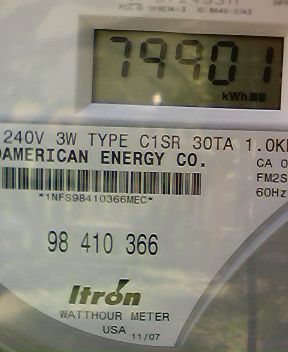 79901
kWh
240V 3W TYPE C1SR 30TA 1.0K
AMERICAN ENERGY CO.
CA 0
FM2S
60Hz
*1NFS98410366MEC*
98 410 366
Itron
WATTHOUR METER
USA 11/07